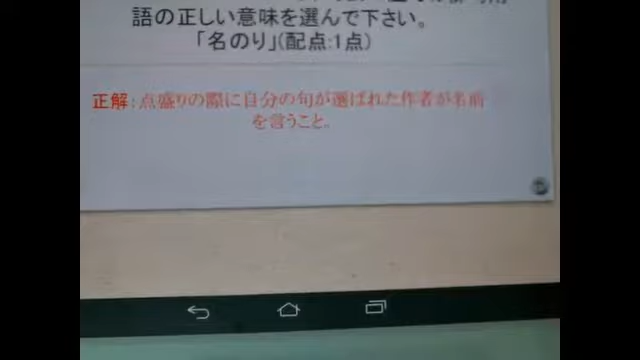 語の正しい意味を選んで下さい。
「名のり」(配点:1点)
正解：点盛りの際に自分の句が選ばれた作者が名前
を言うこと。